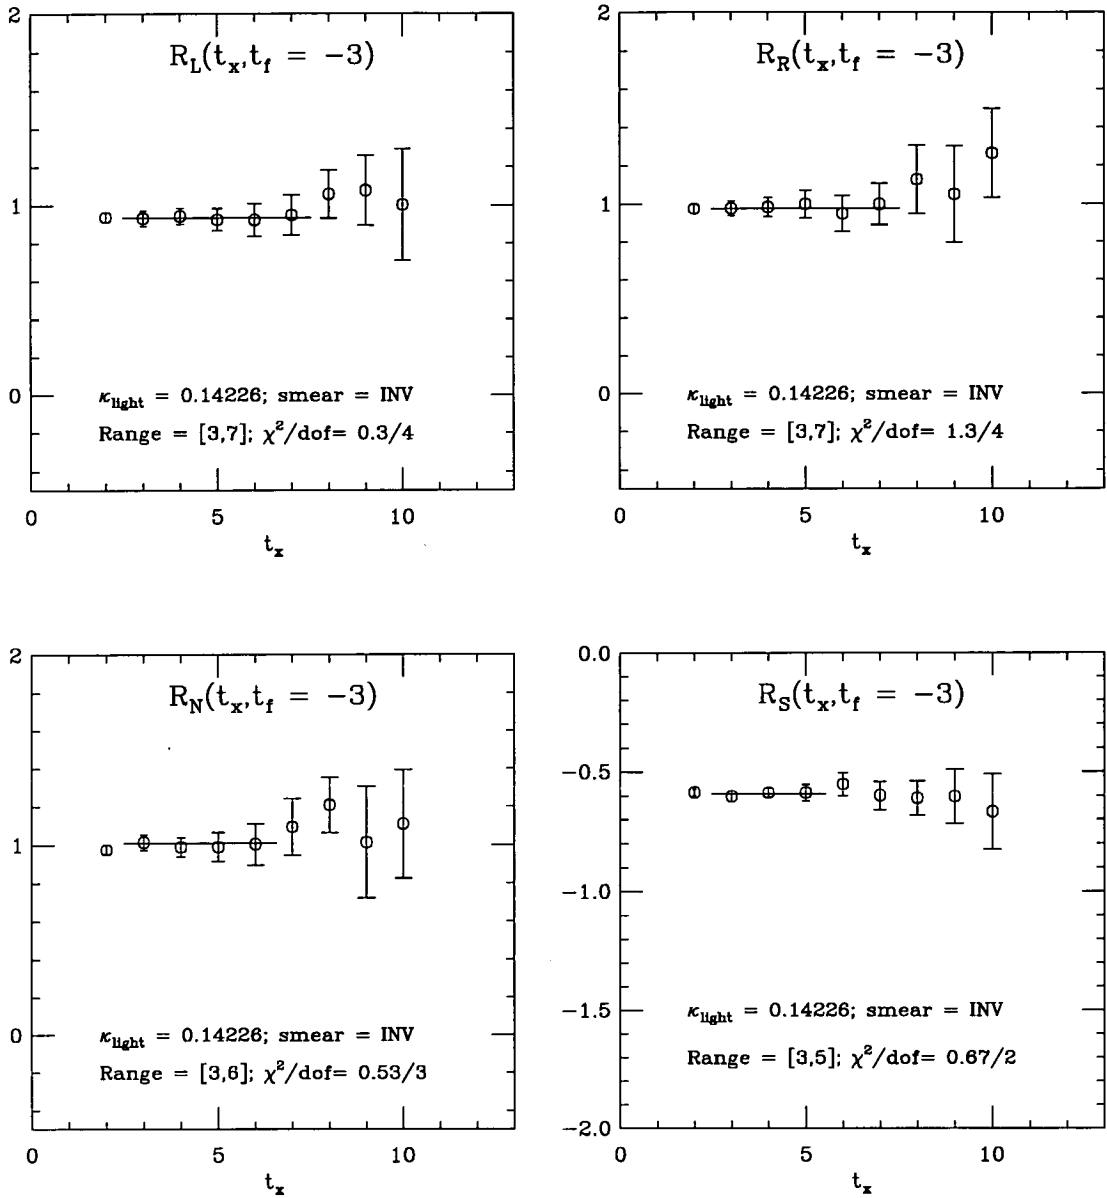 R_L(t_x,t_f = −3)
2
1
0
κ_light = 0.14226; smear = INV
Range = [3,7]; χ²/dof= 0.3/4
0 5 10
t_x
R_R(t_x,t_f = −3)
2
1
0
κ_light = 0.14226; smear = INV
Range = [3,7]; χ²/dof= 1.3/4
0 5 10
t_x
R_N(t_x,t_f = −3)
2
1
0
κ_light = 0.14226; smear = INV
Range = [3,6]; χ²/dof= 0.53/3
0 5 10
t_x
R_S(t_x,t_f = −3)
0.0
−0.5
−1.0
−1.5
−2.0
κ_light = 0.14226; smear = INV
Range = [3,5]; χ²/dof= 0.67/2
0 5 10
t_x